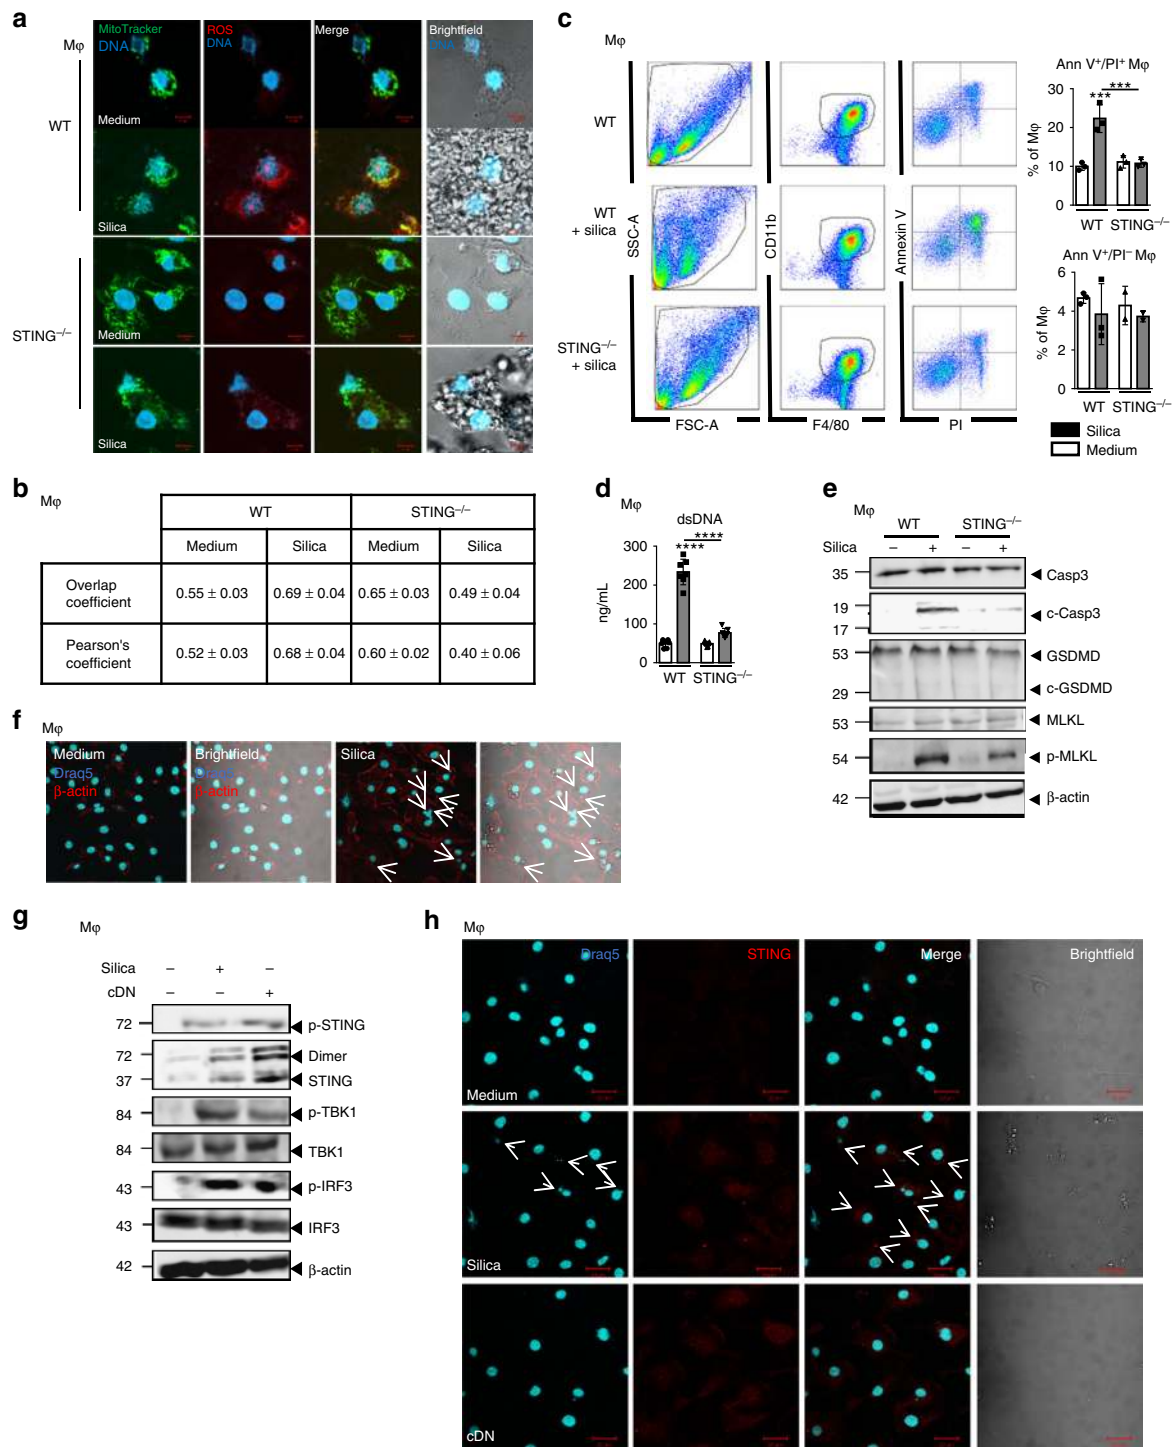 a
Mφ
MitoTracker
DNA
ROS
DNA
Merge
Brightfield
DNA
WT
Medium
Silica
STING–/–
Medium
Silica
b
Mφ
WT
STING–/–
Medium
Silica
Medium
Silica
Overlap coefficient
0.55 ± 0.03
0.69 ± 0.04
0.65 ± 0.03
0.49 ± 0.04
Pearson's coefficient
0.52 ± 0.03
0.68 ± 0.04
0.60 ± 0.02
0.40 ± 0.06
c
Mφ
WT
WT
+ silica
STING–/–
+ silica
SSC-A
FSC-A
CD11b
F4/80
Annexin V
PI
Ann V+/PI+ Mφ
% of Mφ
30
20
10
0
***
***
WT
STING–/–
Ann V+/PI– Mφ
% of Mφ
6
4
2
0
WT
STING–/–
Silica
Medium
d
Mφ
dsDNA
ng/mL
300
200
100
0
****
****
WT
STING–/–
e
Mφ
WT
STING–/–
Silica
–
+
–
+
35
Casp3
19
c-Casp3
17
53
GSDMD
29
c-GSDMD
53
MLKL
54
p-MLKL
42
β-actin
f
Mφ
Medium
Draq5
β-actin
Brightfield
Draq5
β-actin
Silica
g
Mφ
Silica
–
+
–
cDN
–
–
+
72
p-STING
72
Dimer
37
STING
84
p-TBK1
84
TBK1
43
p-IRF3
43
IRF3
42
β-actin
h
Mφ
Draq5
STING
Merge
Brightfield
Medium
Silica
cDN